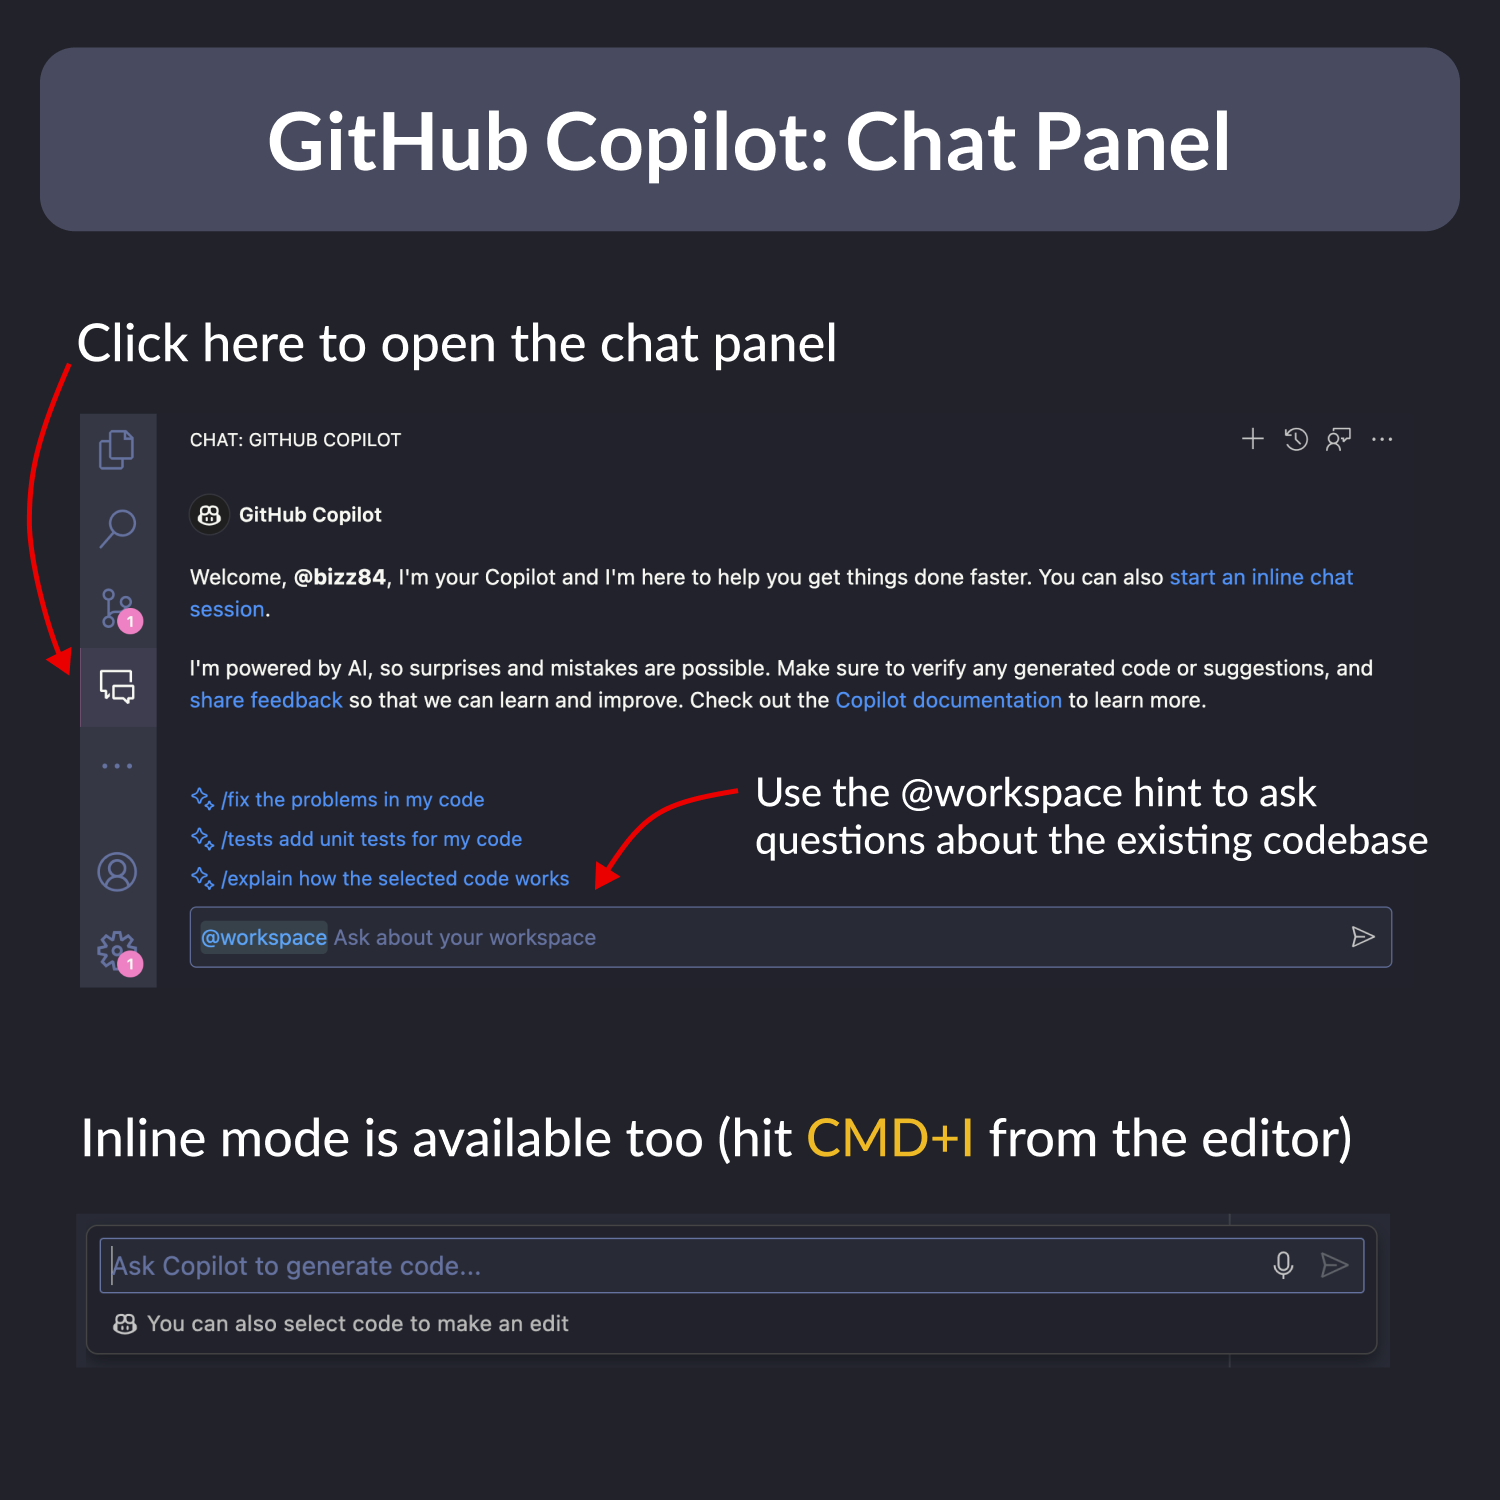 GitHub Copilot: Chat Panel
Click here to open the chat panel
CHAT: GITHUB COPILOT
GitHub Copilot
Welcome, @bizz84, I'm your Copilot and I'm here to help you get things done faster. You can also start an inline chat
session.
I'm powered by AI, so surprises and mistakes are possible. Make sure to verify any generated code or suggestions, and
share feedback so that we can learn and improve. Check out the Copilot documentation to learn more.
1
/fix the problems in my code
/tests add unit tests for my code
/explain how the selected code works
Use the @workspace hint to ask
questions about the existing codebase
@workspace Ask about your workspace
1
Inline mode is available too (hit CMD+I from the editor)
Ask Copilot to generate code...
You can also select code to make an edit